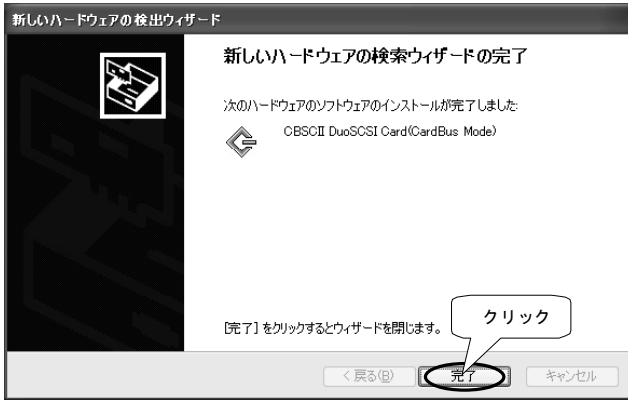 新しいハードウェアの検出ウィザード
新しいハードウェアの検索ウィザードの完了
次のハードウェアのソフトウェアのインストールが完了しました:
CBSCII DuoSCSI Card(CardBus Mode)
[完了] をクリックするとウィザードを閉じます。
クリック
< 戻る(B)
完了
キャンセル